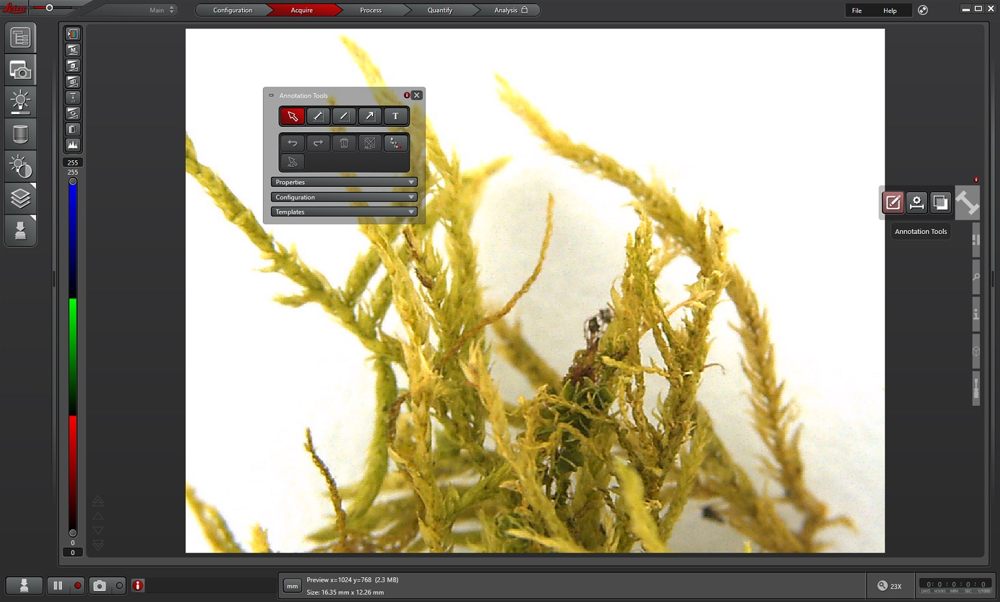 Leica
Main
Configuration
Acquire
Process
Quantify
Analysis
File
Help
Annotation Tools
T
ALL
ALL
Properties
Configuration
Templates
Annotation Tools
M
255
255
0
0
mm
Preview x=1024 y=768 (2.3 MB)
Size: 16.35 mm x 12.26 mm
23X
0: 0: 0: 0: 0
DAYS HOURS MIN SEC 1/1000